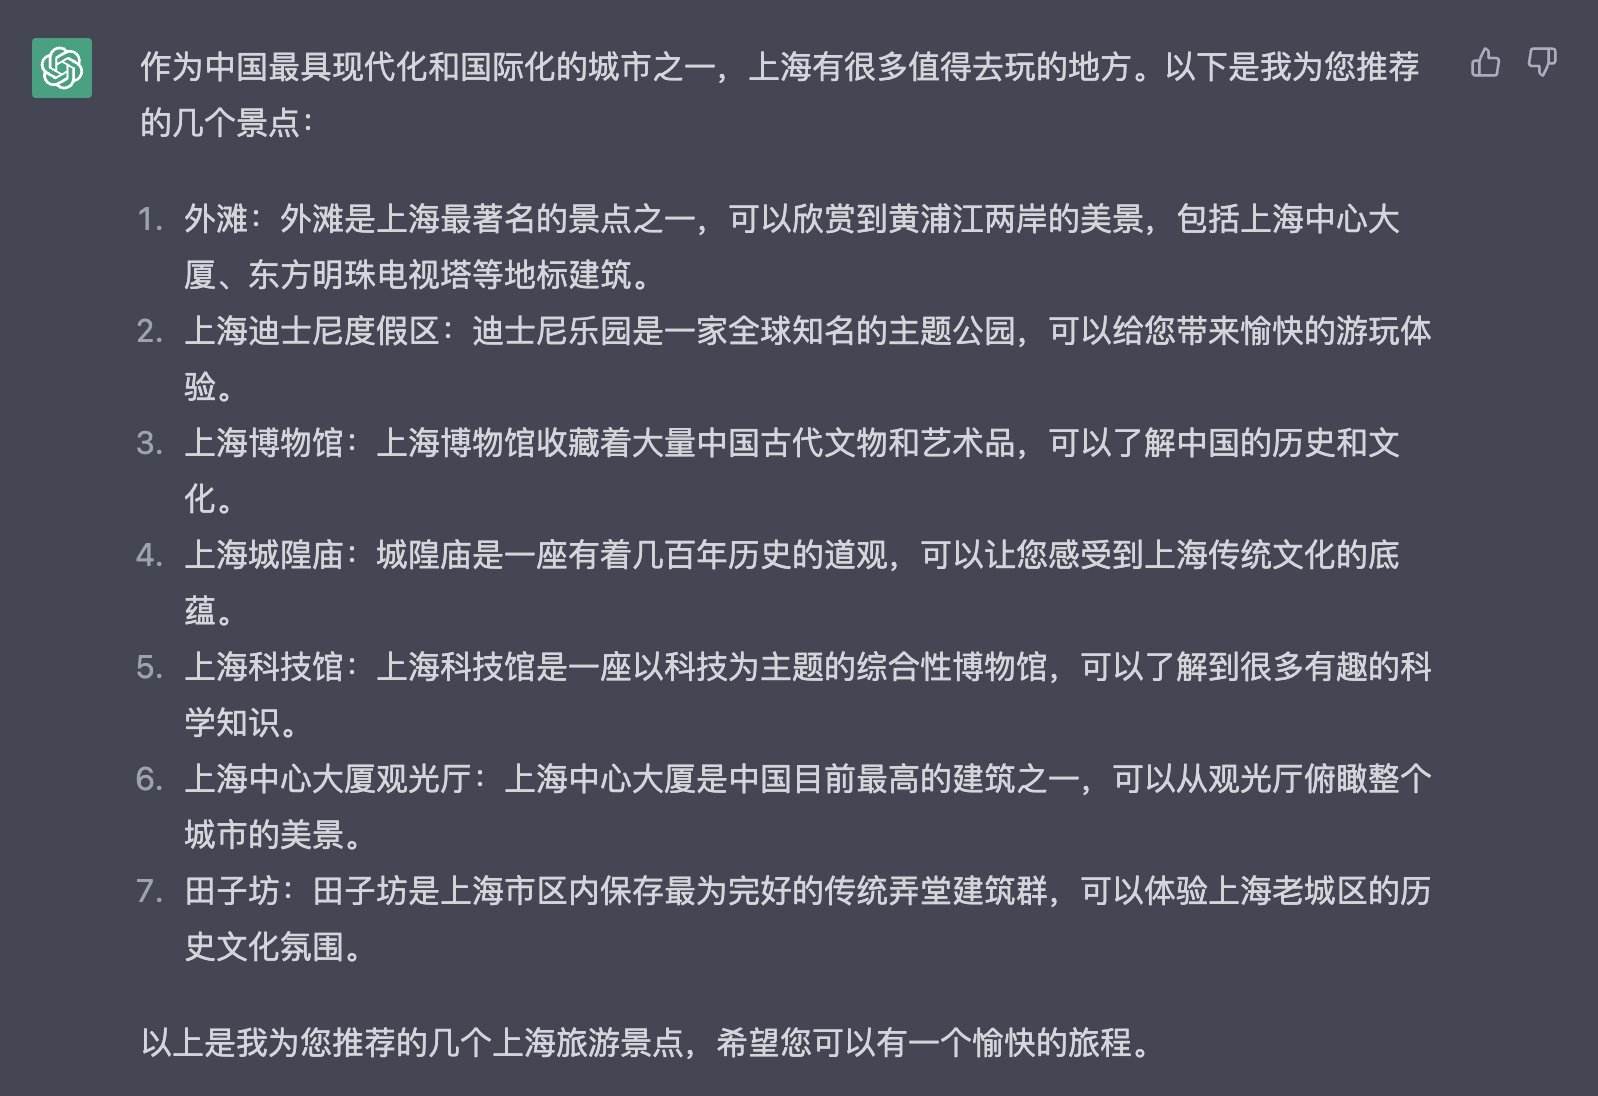 作为中国最具现代化和国际化的城市之一，上海有很多值得去玩的地方。以下是我为您推荐
的几个景点：
1. 外滩：外滩是上海最著名的景点之一，可以欣赏到黄浦江两岸的美景，包括上海中心大
厦、东方明珠电视塔等地标建筑。
2. 上海迪士尼度假区：迪士尼乐园是一家全球知名的主题公园，可以给您带来愉快的游玩体
验。
3. 上海博物馆：上海博物馆收藏着大量中国古代文物和艺术品，可以了解中国的历史和文
化。
4. 上海城隍庙：城隍庙是一座有着几百年历史的道观，可以让您感受到上海传统文化的底
蕴。
5. 上海科技馆：上海科技馆是一座以科技为主题的综合性博物馆，可以了解到很多有趣的科
学知识。
6. 上海中心大厦观光厅：上海中心大厦是中国目前最高的建筑之一，可以从观光厅俯瞰整个
城市的美景。
7. 田子坊：田子坊是上海市区内保存最为完好的传统弄堂建筑群，可以体验上海老城区的历
史文化氛围。
以上是我为您推荐的几个上海旅游景点，希望您可以有一个愉快的旅程。